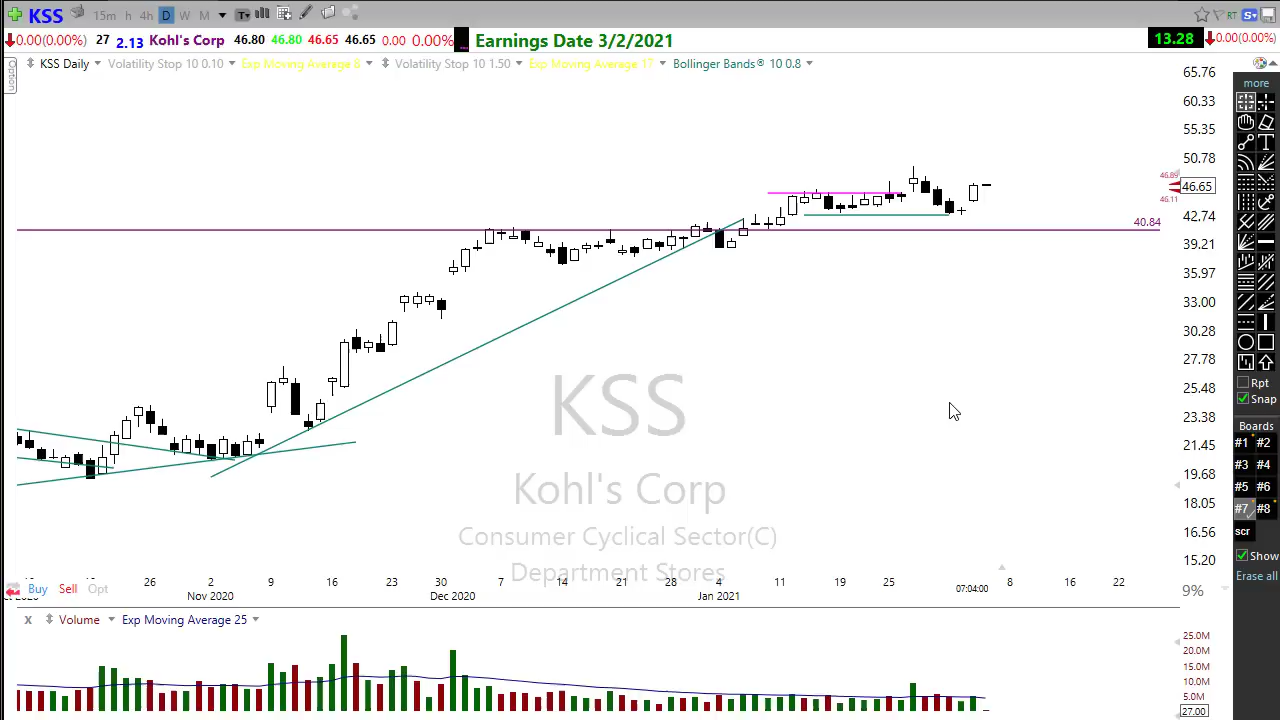 KSS 15m h 4h D W M T RT S
0.00(0.00%) 27 2.13 Kohl's Corp 46.80 46.80 46.65 46.65 0.00 0.00% Earnings Date 3/2/2021 13.28 0.00(0.00%)
Option
KSS Daily Volatility Stop 10 0.10 Exp Moving Average 8 Volatility Stop 10 1.50 Exp Moving Average 17 Bollinger Bands® 10 0.8
65.76
60.33
55.35
50.78
46.89
46.65
46.11
42.74
40.84
39.21
35.97
33.00
30.28
27.78
25.48
23.38
21.45
19.68
18.05
16.56
15.20
more
Rpt
Snap
Boards
#1 #2
#3 #4
#5 #6
#7 #8
scr
Show
Erase all
KSS
Kohl's Corp
Consumer Cyclical Sector(C)
Department Stores
26 2 9 16 23 30 7 14 21 28 4 11 19 25 07:04:00 8 16 22
Buy Sell Opt
2020 Nov 2020 Dec 2020 Jan 2021
9%
X Volume Exp Moving Average 25
25.0M
20.0M
15.0M
10.0M
5.0M
27.00